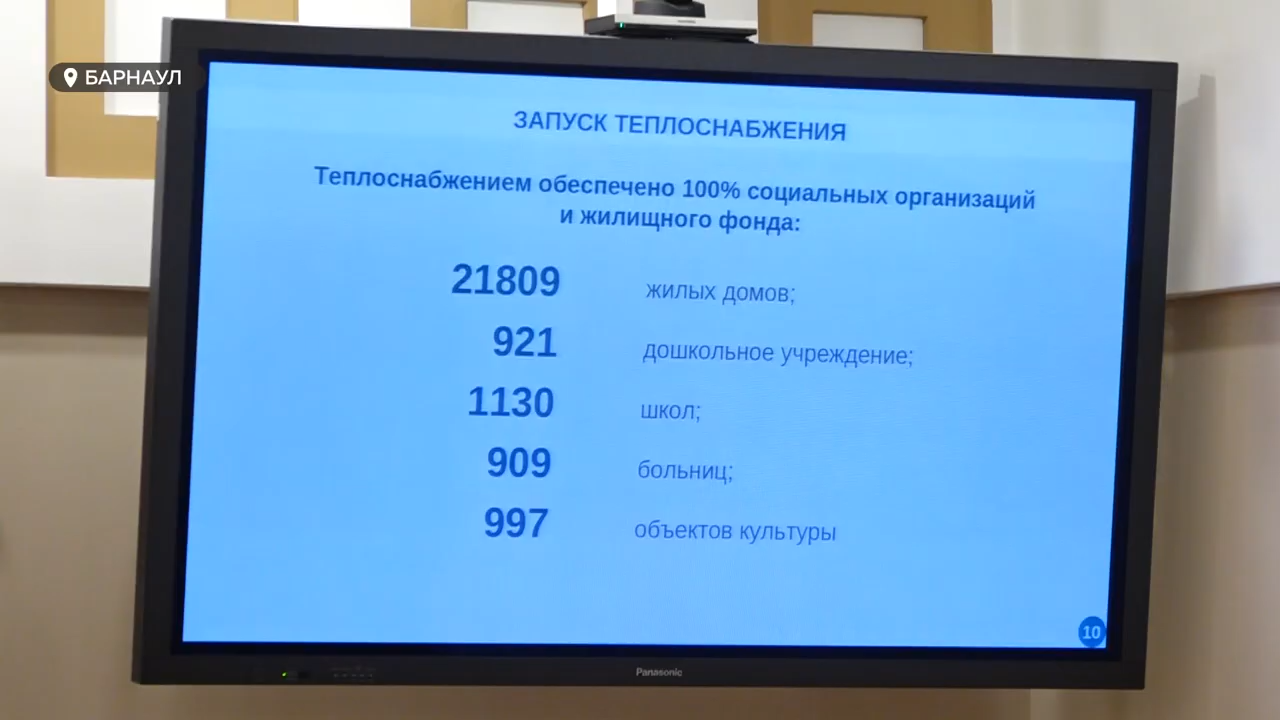 БАРНАУЛ
ЗАПУСК ТЕПЛОСНАБЖЕНИЯ
Теплоснабжением обеспечено 100% социальных организаций
и жилищного фонда:
21809 жилых домов;
921 дошкольное учреждение;
1130 школ;
909 больниц;
997 объектов культуры
10
Panasonic